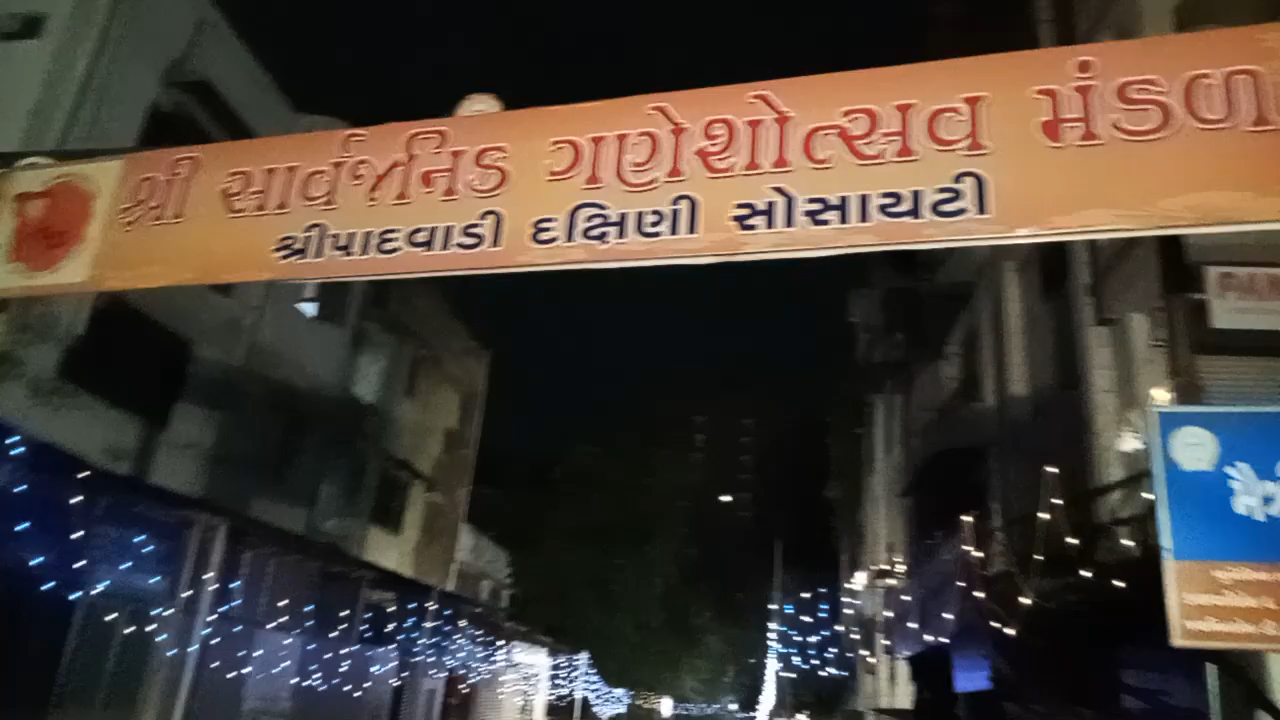 શ્રી સાર્વજનિક ગણેશોત્સવ મંડળ
શ્રીપાદવાડી દક્ષિણી સોસાયટી